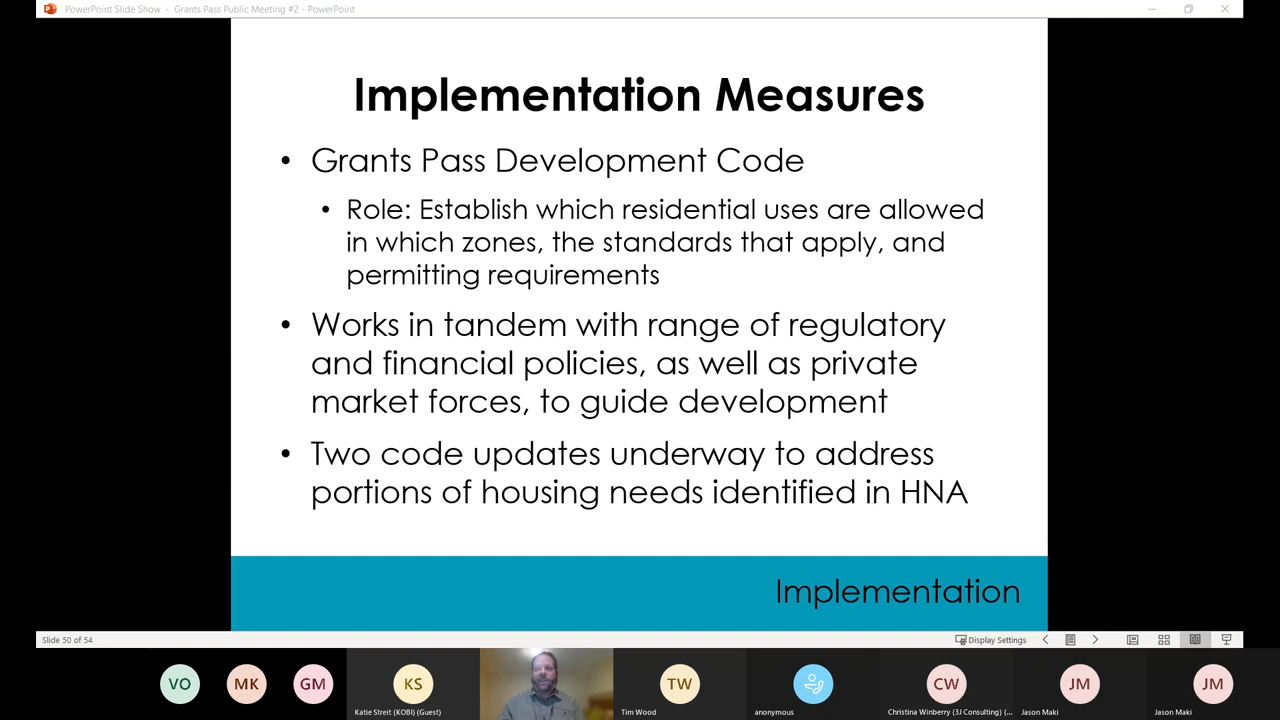 PowerPoint Slide Show - Grants Pass Public Meeting #2 - PowerPoint
Implementation Measures
• Grants Pass Development Code
• Role: Establish which residential uses are allowed
in which zones, the standards that apply, and
permitting requirements
• Works in tandem with range of regulatory
and financial policies, as well as private
market forces, to guide development
• Two code updates underway to address
portions of housing needs identified in HNA
Implementation
Slide 50 of 54
Display Settings
VO
MK
GM
KS
TW
CW
JM
JM
Katie Streit (KOBI) (Guest)
Tim Wood
anonymous
Christina Winberry (3J Consulting) (...
Jason Maki
Jason Maki